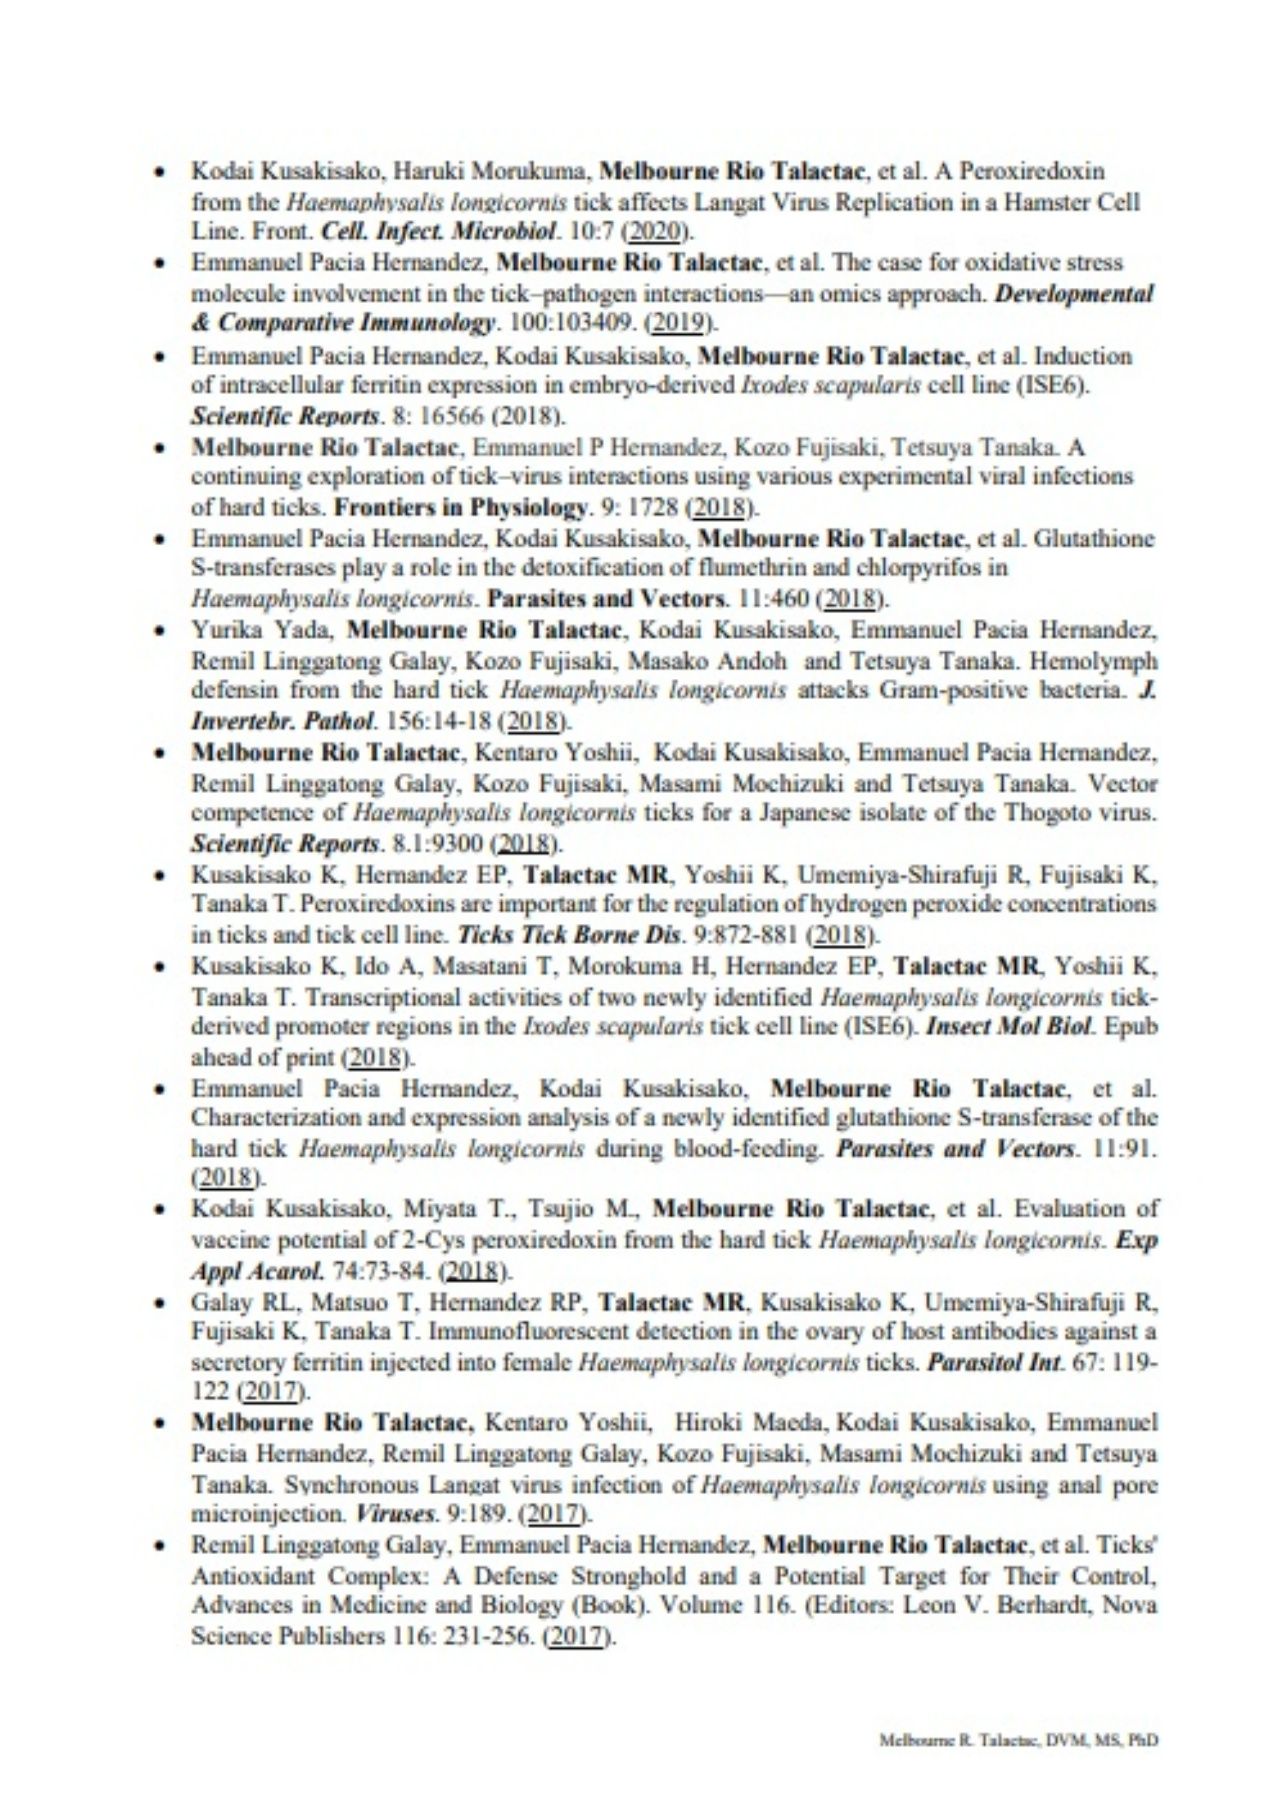 • Kodai Kusakisako, Haruki Morukuma, Melbourne Rio Talactac, et al. A Peroxiredoxin
from the Haemaphysalis longicornis tick affects Langat Virus Replication in a Hamster Cell
Line. Front. Cell. Infect. Microbiol. 10:7 (2020).
• Emmanuel Pacia Hernandez, Melbourne Rio Talactac, et al. The case for oxidative stress
molecule involvement in the tick–pathogen interactions—an omics approach. Developmental
& Comparative Immunology. 100:103409. (2019).
• Emmanuel Pacia Hernandez, Kodai Kusakisako, Melbourne Rio Talactac, et al. Induction
of intracellular ferritin expression in embryo-derived Ixodes scapularis cell line (ISE6).
Scientific Reports. 8: 16566 (2018).
• Melbourne Rio Talactac, Emmanuel P Hernandez, Kozo Fujisaki, Tetsuya Tanaka. A
continuing exploration of tick–virus interactions using various experimental viral infections
of hard ticks. Frontiers in Physiology. 9: 1728 (2018).
• Emmanuel Pacia Hernandez, Kodai Kusakisako, Melbourne Rio Talactac, et al. Glutathione
S-transferases play a role in the detoxification of flumethrin and chlorpyrifos in
Haemaphysalis longicornis. Parasites and Vectors. 11:460 (2018).
• Yurika Yada, Melbourne Rio Talactac, Kodai Kusakisako, Emmanuel Pacia Hernandez,
Remil Linggatong Galay, Kozo Fujisaki, Masako Andoh and Tetsuya Tanaka. Hemolymph
defensin from the hard tick Haemaphysalis longicornis attacks Gram-positive bacteria. J.
Invertebr. Pathol. 156:14-18 (2018).
• Melbourne Rio Talactac, Kentaro Yoshii, Kodai Kusakisako, Emmanuel Pacia Hernandez,
Remil Linggatong Galay, Kozo Fujisaki, Masami Mochizuki and Tetsuya Tanaka. Vector
competence of Haemaphysalis longicornis ticks for a Japanese isolate of the Thogoto virus.
Scientific Reports. 8.1:9300 (2018).
• Kusakisako K, Hernandez EP, Talactac MR, Yoshii K, Umemiya-Shirafuji R, Fujisaki K,
Tanaka T. Peroxiredoxins are important for the regulation of hydrogen peroxide concentrations
in ticks and tick cell line. Ticks Tick Borne Dis. 9:872-881 (2018).
• Kusakisako K, Ido A, Masatani T, Morokuma H, Hernandez EP, Talactac MR, Yoshii K,
Tanaka T. Transcriptional activities of two newly identified Haemaphysalis longicornis tick-
derived promoter regions in the Ixodes scapularis tick cell line (ISE6). Insect Mol Biol. Epub
ahead of print (2018).
• Emmanuel Pacia Hernandez, Kodai Kusakisako, Melbourne Rio Talactac, et al.
Characterization and expression analysis of a newly identified glutathione S-transferase of the
hard tick Haemaphysalis longicornis during blood-feeding. Parasites and Vectors. 11:91.
(2018).
• Kodai Kusakisako, Miyata T., Tsujio M., Melbourne Rio Talactac, et al. Evaluation of
vaccine potential of 2-Cys peroxiredoxin from the hard tick Haemaphysalis longicornis. Exp
Appl Acarol. 74:73-84. (2018).
• Galay RL, Matsuo T, Hernandez RP, Talactac MR, Kusakisako K, Umemiya-Shirafuji R,
Fujisaki K, Tanaka T. Immunofluorescent detection in the ovary of host antibodies against a
secretory ferritin injected into female Haemaphysalis longicornis ticks. Parasitol Int. 67: 119-
122 (2017).
• Melbourne Rio Talactac, Kentaro Yoshii, Hiroki Maeda, Kodai Kusakisako, Emmanuel
Pacia Hernandez, Remil Linggatong Galay, Kozo Fujisaki, Masami Mochizuki and Tetsuya
Tanaka. Synchronous Langat virus infection of Haemaphysalis longicornis using anal pore
microinjection. Viruses. 9:189. (2017).
• Remil Linggatong Galay, Emmanuel Pacia Hernandez, Melbourne Rio Talactac, et al. Ticks'
Antioxidant Complex: A Defense Stronghold and a Potential Target for Their Control,
Advances in Medicine and Biology (Book). Volume 116. (Editors: Leon V. Berhardt, Nova
Science Publishers 116: 231-256. (2017).
Melbourne R. Talactac, DVM, MS, PhD